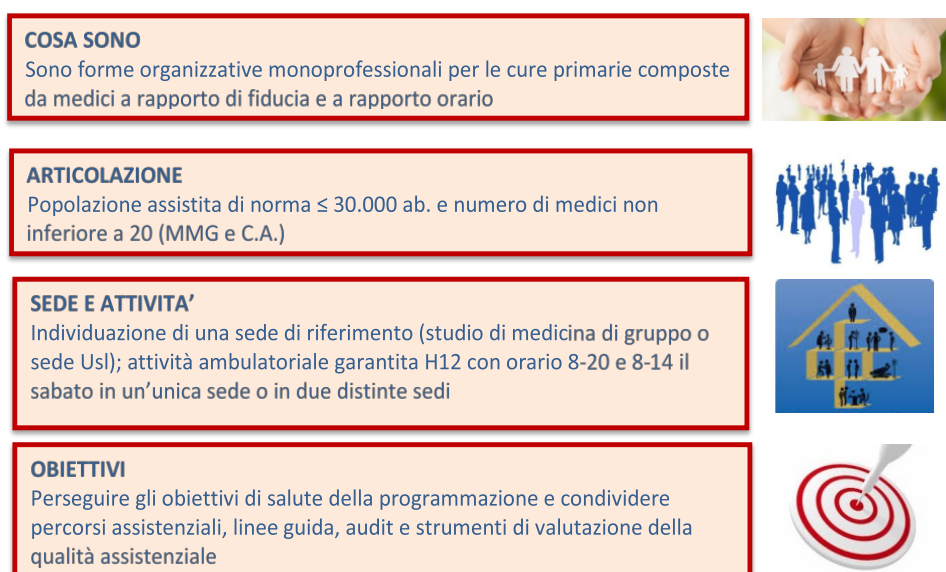 COSA SONO
Sono forme organizzative monoprofessionali per le cure primarie composte
da medici a rapporto di fiducia e a rapporto orario
ARTICOLAZIONE
Popolazione assistita di norma ≤ 30.000 ab. e numero di medici non
inferiore a 20 (MMG e C.A.)
SEDE E ATTIVITA’
Individuazione di una sede di riferimento (studio di medicina di gruppo o
sede Usl); attività ambulatoriale garantita H12 con orario 8-20 e 8-14 il
sabato in un’unica sede o in due distinte sedi
OBIETTIVI
Perseguire gli obiettivi di salute della programmazione e condividere
percorsi assistenziali, linee guida, audit e strumenti di valutazione della
qualità assistenziale